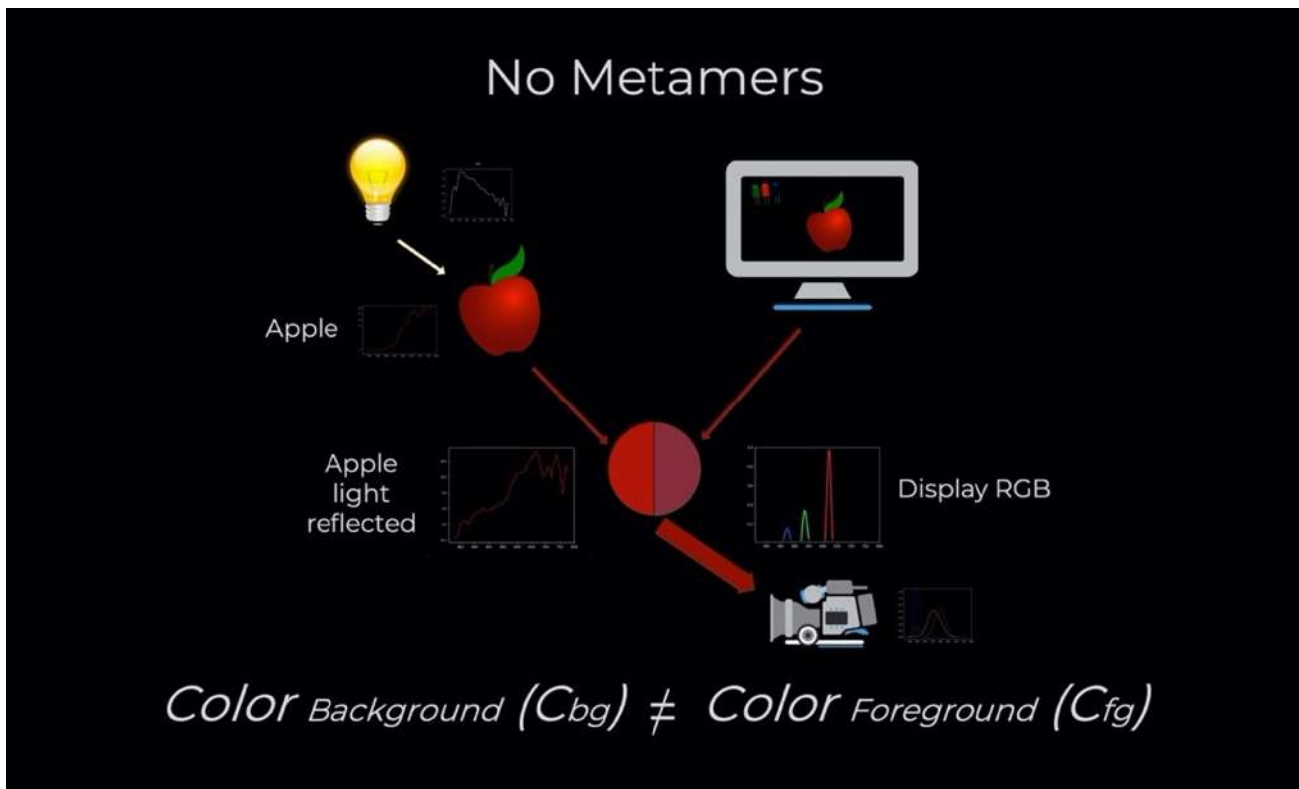 No Metamers
Apple
Apple
light
reflected
Display RGB
Color Background (Cbg) ≠ Color Foreground (Cfg)